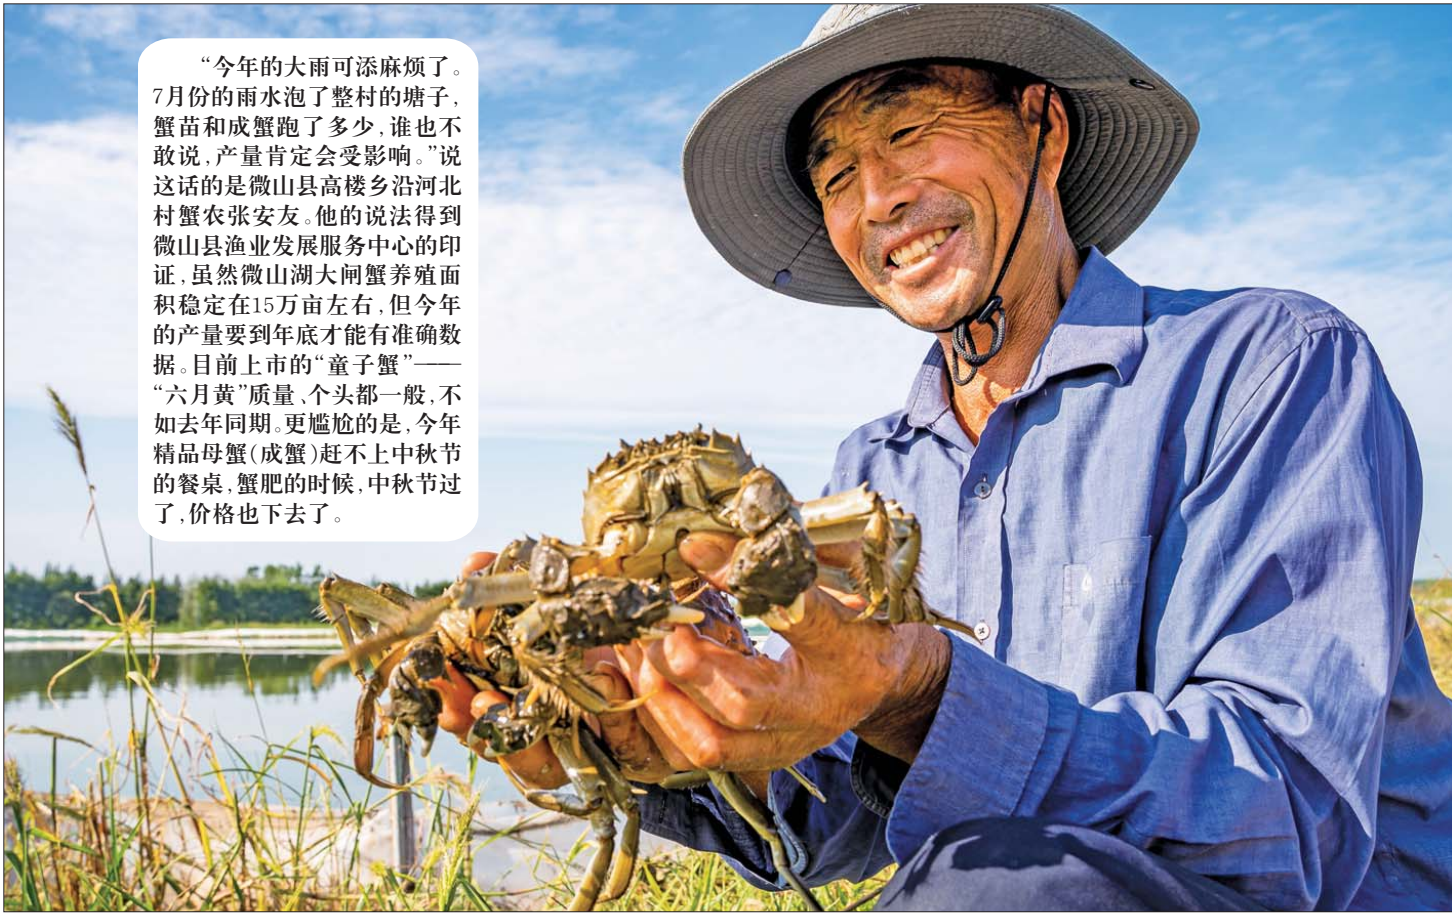 “今年的大雨可添麻烦了。
7月份的雨水泡了整村的塘子，
蟹苗和成蟹跑了多少，谁也不
敢说，产量肯定会受影响。”说
这话的是微山县高楼乡沿河北
村蟹农张安友。他的说法得到
微山县渔业发展服务中心的印
证，虽然微山湖大闸蟹养殖面
积稳定在15万亩左右，但今年
的产量要到年底才能有准确数
据。目前上市的“童子蟹”——
“六月黄”质量、个头都一般，不
如去年同期。更尴尬的是，今年
精品母蟹（成蟹）赶不上中秋节
的餐桌，蟹肥的时候，中秋节过
了，价格也下去了。